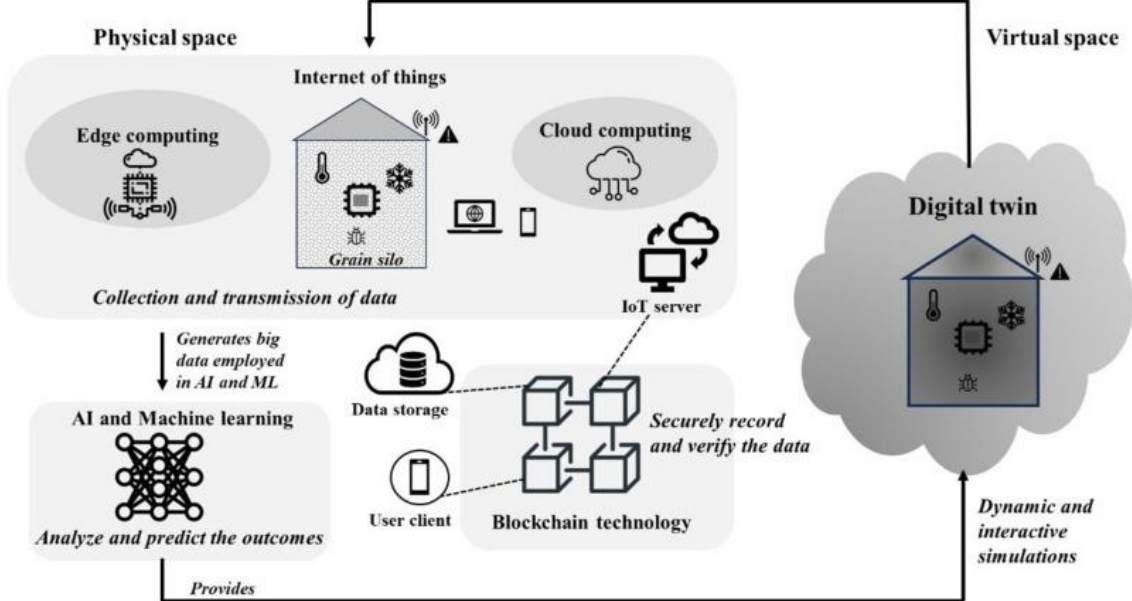 Physical space
Virtual space
Internet of things
Edge computing
Cloud computing
Grain silo
Collection and transmission of data
IoT server
Digital twin
Generates big
data employed
in AI and ML
AI and Machine learning
Analyze and predict the outcomes
Data storage
User client
Securely record
and verify the data
Blockchain technology
Dynamic and
interactive
simulations
Provides